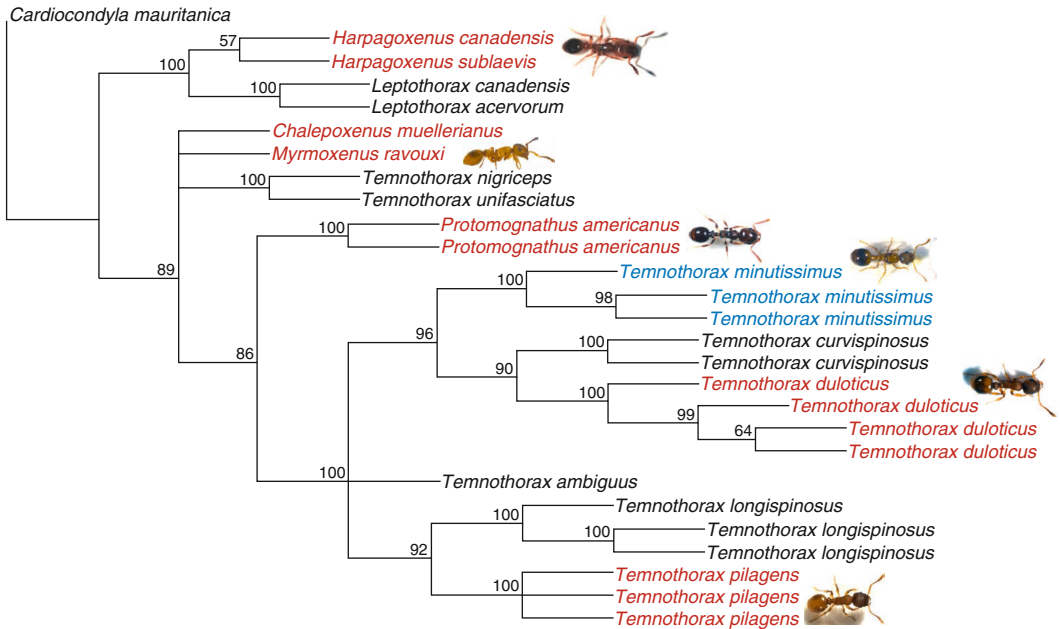 Cardiocondyla mauritanica
57
Harpagoxenus canadensis
Harpagoxenus sublaevis
100
100
Leptothorax canadensis
Leptothorax acervorum
Chalepoxenus muellerianus
Myrmoxenus ravouxi
100
Temnothorax nigriceps
Temnothorax unifasciatus
100
Protomognathus americanus
Protomognathus americanus
89
100
Temnothorax minutissimus
98
Temnothorax minutissimus
Temnothorax minutissimus
96
100
Temnothorax curvispinosus
Temnothorax curvispinosus
86
90
100
Temnothorax duloticus
99
Temnothorax duloticus
64
Temnothorax duloticus
Temnothorax duloticus
100
Temnothorax ambiguus
100
Temnothorax longispinosus
100
Temnothorax longispinosus
Temnothorax longispinosus
92
Temnothorax pilagens
100
Temnothorax pilagens
Temnothorax pilagens